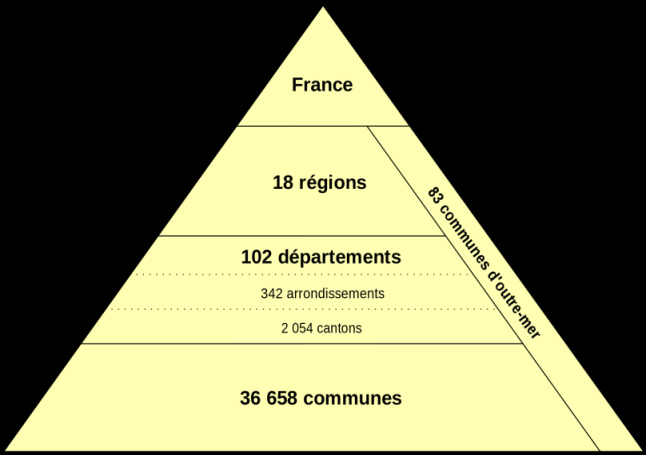 France
18 régions
83 communes d'outre-mer
102 départements
342 arrondissements
2 054 cantons
36 658 communes